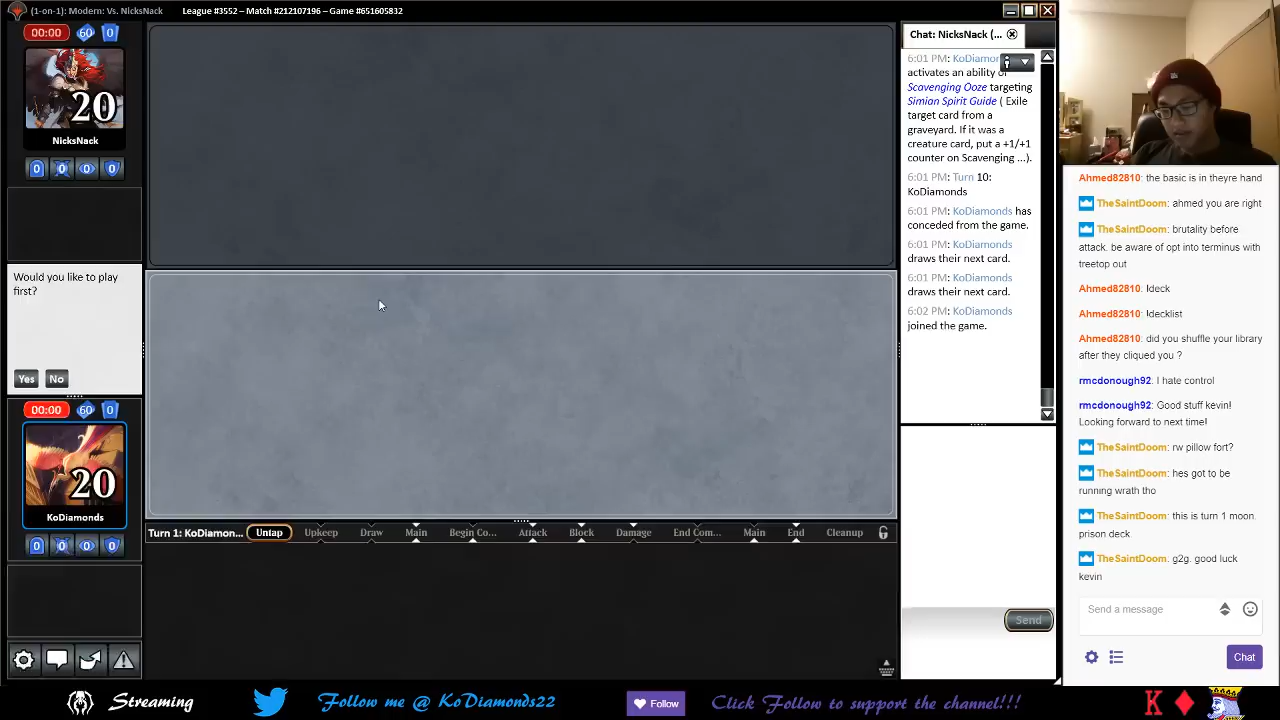 (1-on-1): Modern: Vs. NicksNack League #3552 – Match #212107196 – Game #651605832
00:00 60 0
20
NicksNack
0 0 0 0
Would you like to play
first?
Yes No
00:00 60 0
20
KoDiamonds
0 0 0 0
Turn 1: KoDiamon... Untap Upkeep Draw Main Begin Co... Attack Block Damage End Com... Main End Cleanup
Chat: NicksNack (...
6:01 PM: KoDiamon
activates an ability of
Scavenging Ooze targeting
Simian Spirit Guide ( Exile
target card from a
graveyard. If it was a
creature card, put a +1/+1
counter on Scavenging ...).
6:01 PM: Turn 10:
KoDiamonds
6:01 PM: KoDiamonds has
conceded from the game.
6:01 PM: KoDiamonds
draws their next card.
6:01 PM: KoDiamonds
draws their next card.
6:02 PM: KoDiamonds
joined the game.
Send
Ahmed82810: the basic is in theyre hand
TheSaintDoom: ahmed you are right
TheSaintDoom: brutality before
attack. be aware of opt into terminus with
treetop out
Ahmed82810: !deck
Ahmed82810: !decklist
Ahmed82810: did you shuffle your library
after they cliqued you ?
rmcdonough92: I hate control
rmcdonough92: Good stuff kevin!
Looking forward to next time!
TheSaintDoom: rw pillow fort?
TheSaintDoom: hes got to be
running wrath tho
TheSaintDoom: this is turn 1 moon.
prison deck.
TheSaintDoom: g2g. good luck
kevin
Send a message
Chat
Streaming Follow me @ KoDiamonds22 Follow Click Follow to support the channel!!! K